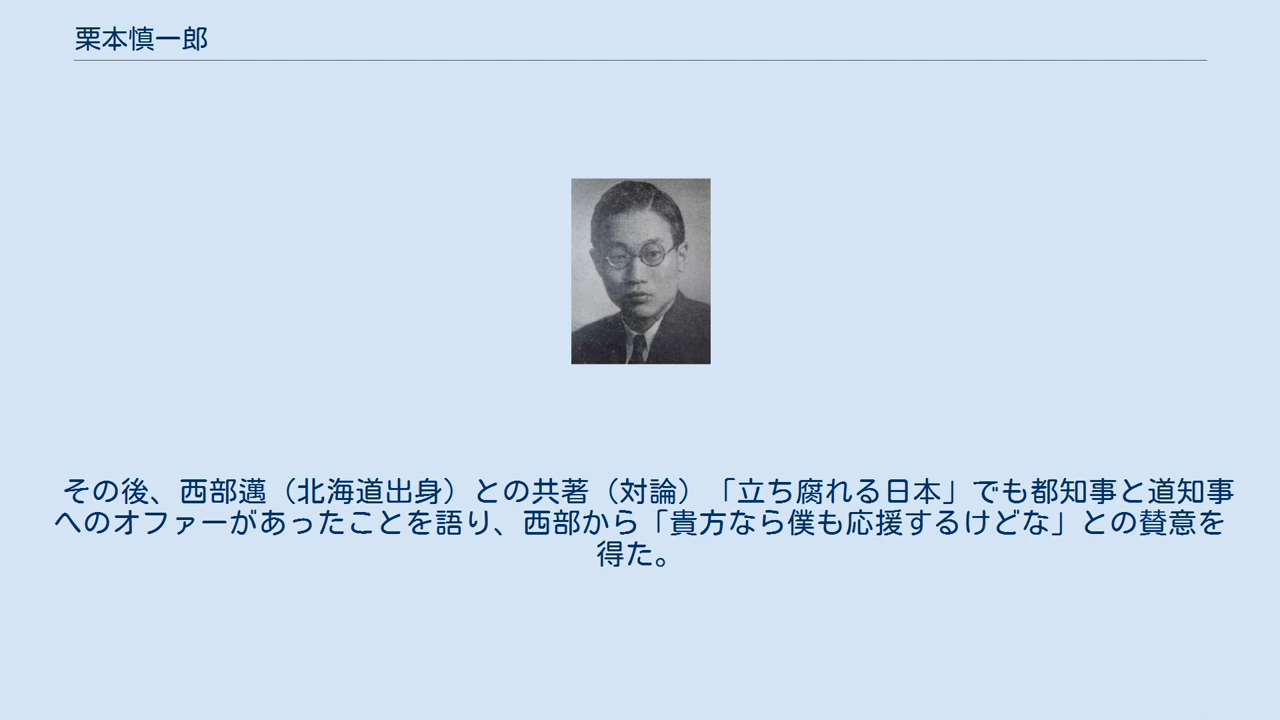 栗本慎一郎
その後、西部邁（北海道出身）との共著（対論）「立ち腐れる日本」でも都知事と道知事
へのオファーがあったことを語り、西部から「貴方なら僕も応援するけどな」との賛意を
得た。